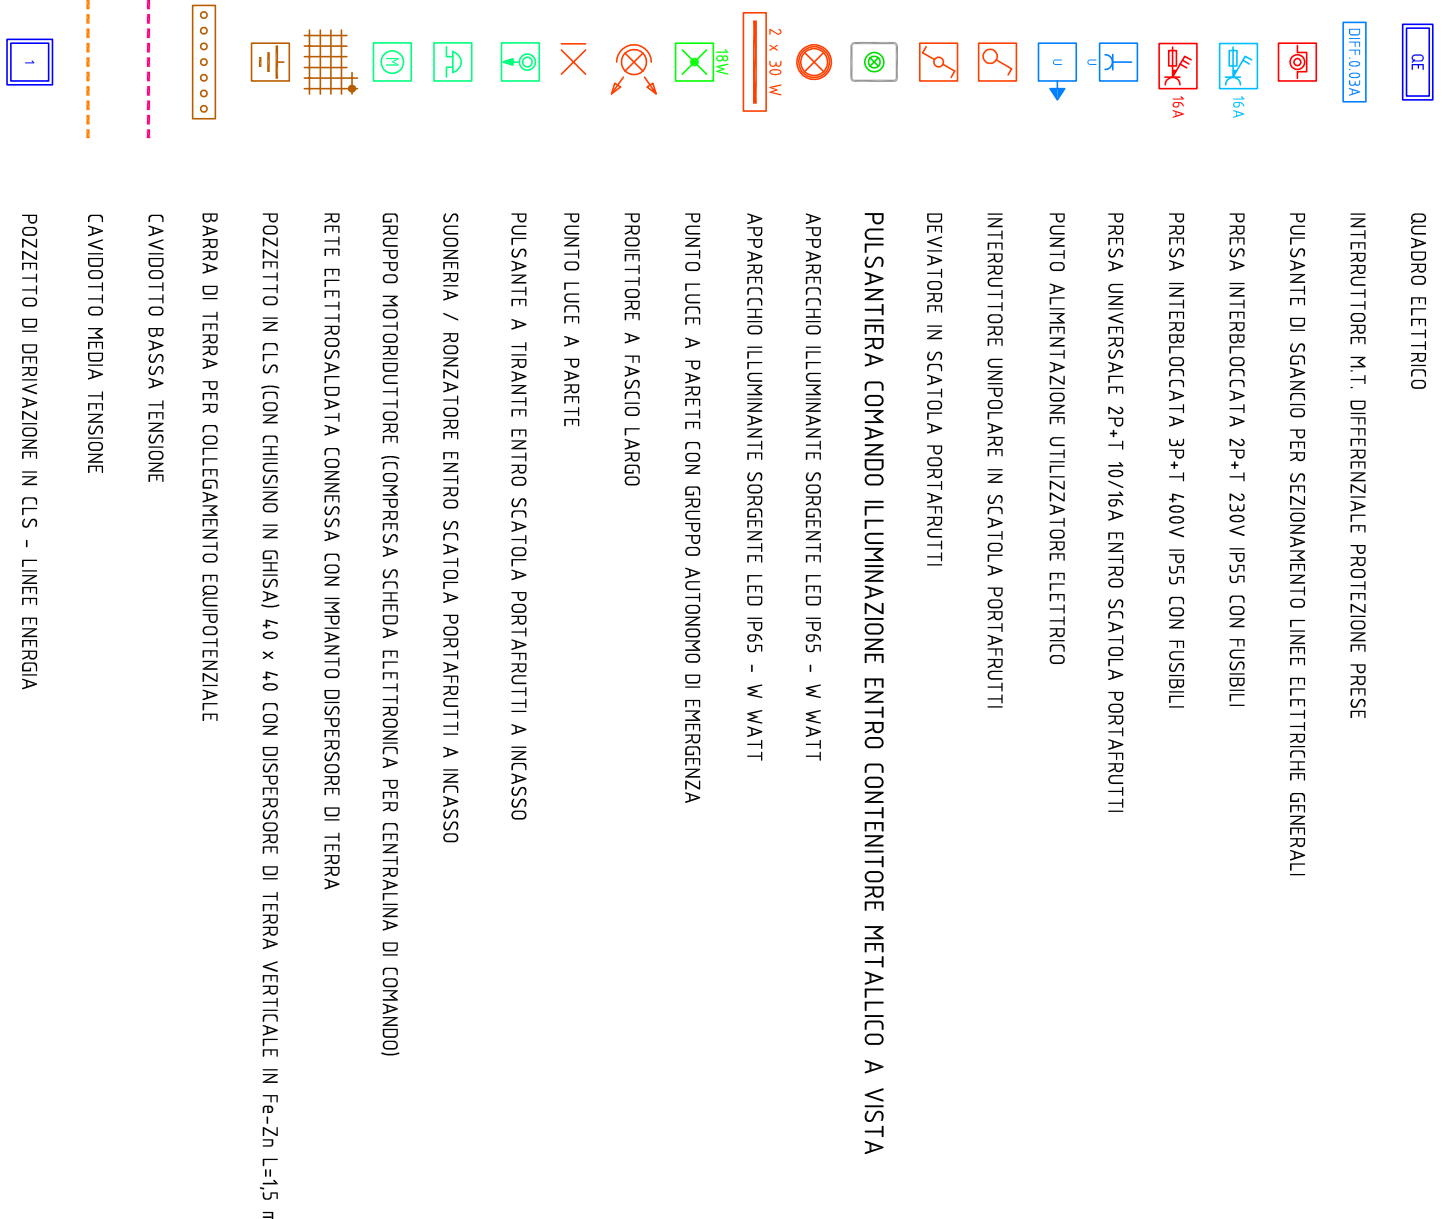 QE QUADRO ELETTRICO
DIFF.0.03A INTERRUTTORE M.T. DIFFERENZIALE PROTEZIONE PRESE
PULSANTE DI SGANCIO PER SEZIONAMENTO LINEE ELETTRICHE GENERALI
16A PRESA INTERBLOCCATA 2P+T 230V IP55 CON FUSIBILI
16A PRESA INTERBLOCCATA 3P+T 400V IP55 CON FUSIBILI
U PRESA UNIVERSALE 2P+T 10/16A ENTRO SCATOLA PORTAFRUTTI
U PUNTO ALIMENTAZIONE UTILIZZATORE ELETTRICO
INTERRUTTORE UNIPOLARE IN SCATOLA PORTAFRUTTI
DEVIATORE IN SCATOLA PORTAFRUTTI
PULSANTIERA COMANDO ILLUMINAZIONE ENTRO CONTENITORE METALLICO A VISTA
APPARECCHIO ILLUMINANTE SORGENTE LED IP65 - W WATT
2 x 30 W APPARECCHIO ILLUMINANTE SORGENTE LED IP65 - W WATT
18W PUNTO LUCE A PARETE CON GRUPPO AUTONOMO DI EMERGENZA
PROIETTORE A FASCIO LARGO
PUNTO LUCE A PARETE
PULSANTE A TIRANTE ENTRO SCATOLA PORTAFRUTTI A INCASSO
SUONERIA / RONZATORE ENTRO SCATOLA PORTAFRUTTI A INCASSO
M GRUPPO MOTORIDUTTORE (COMPRESA SCHEDA ELETTRONICA PER CENTRALINA DI COMANDO)
RETE ELETTROSALDATA CONNESSA CON IMPIANTO DISPERSORE DI TERRA
POZZETTO IN CLS (CON CHIUSINO IN GHISA) 40 x 40 CON DISPERSORE DI TERRA VERTICALE IN Fe-Zn L=1,5 m
BARRA DI TERRA PER COLLEGAMENTO EQUIPOTENZIALE
CAVIDOTTO BASSA TENSIONE
CAVIDOTTO MEDIA TENSIONE
1 POZZETTO DI DERIVAZIONE IN CLS - LINEE ENERGIA